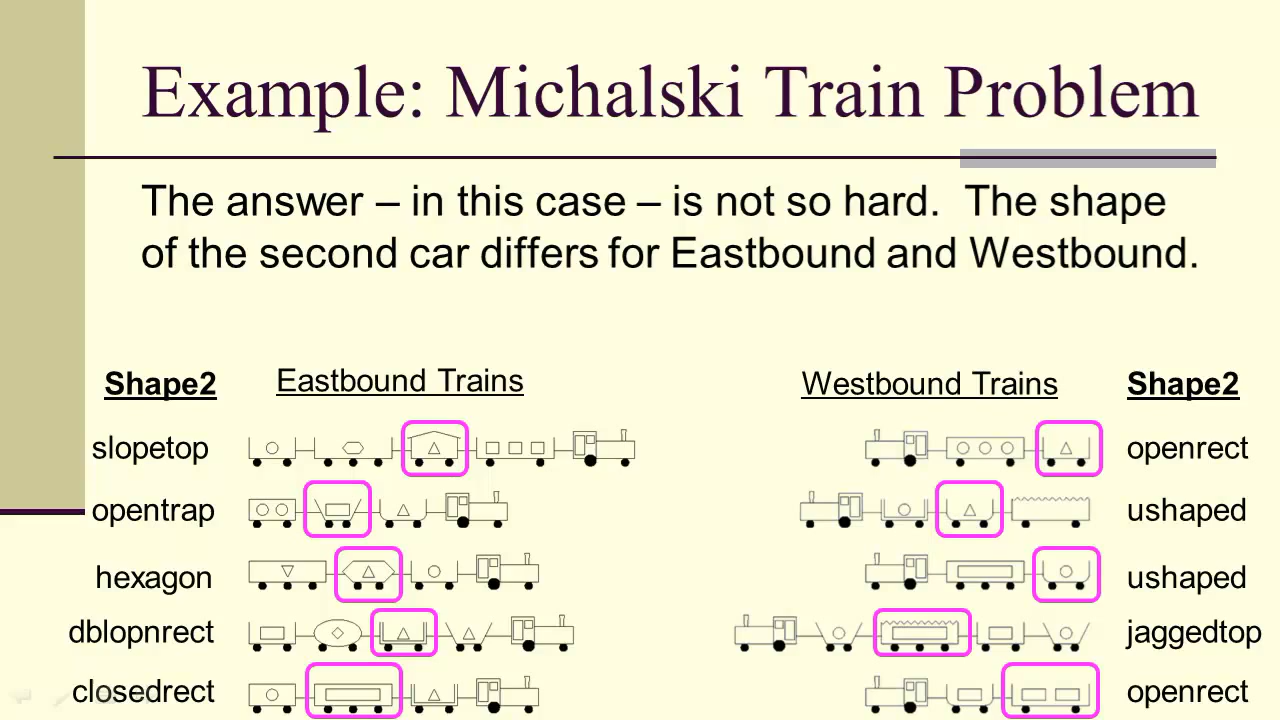 Example: Michalski Train Problem
The answer – in this case – is not so hard.  The shape
of the second car differs for Eastbound and Westbound.
Shape2 Eastbound Trains Westbound Trains Shape2
slopetop openrect
opentrap ushaped
hexagon ushaped
dblopnrect jaggedtop
closedrect openrect